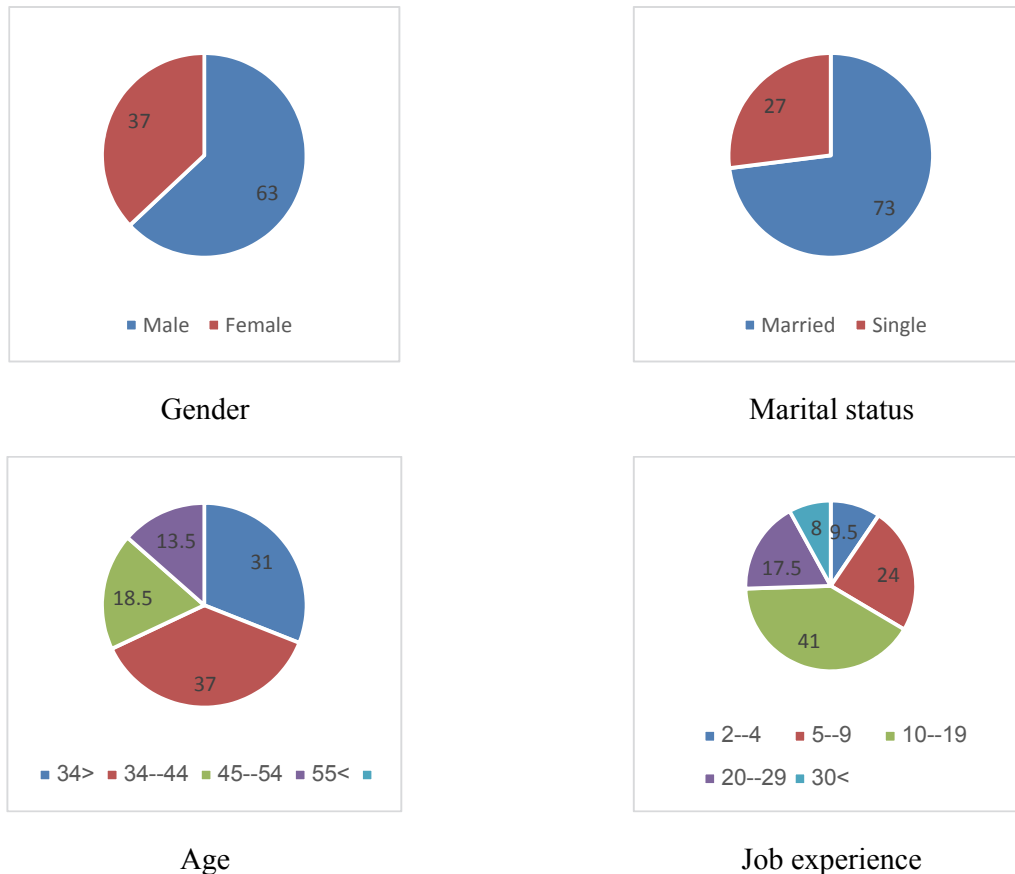 37
63
Male Female
Gender
27
73
Married Single
Marital status
13.5
31
18.5
37
34> 34--44 45--54 55<
Age
8 9.5
17.5
24
41
2--4 5--9 10--19
20--29 30<
Job experience